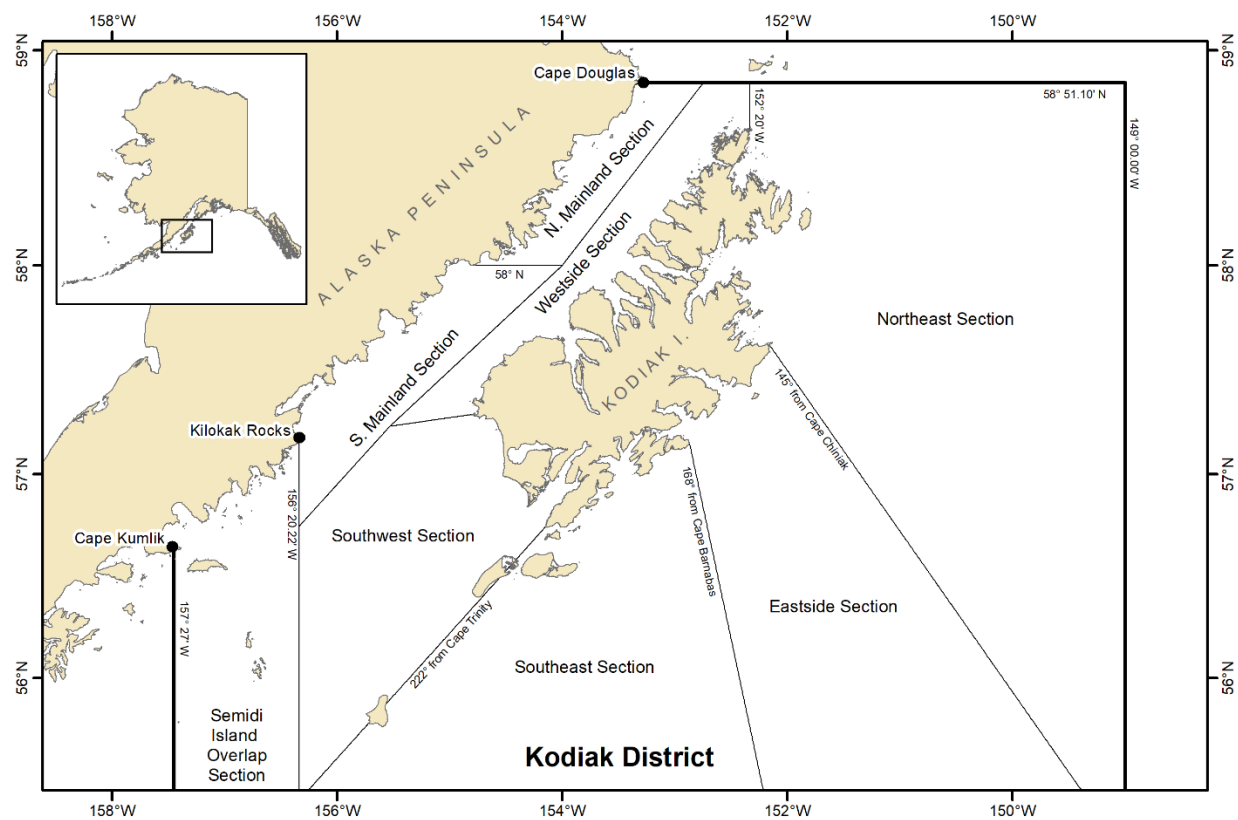 158°W 156°W 154°W 152°W 150°W
59°N 59°N
Cape Douglas
58° 51.10' N
152° 20' W
149° 00.00' W
ALASKA PENINSULA
N. Mainland Section
58°N 58°N
58° N
Westside Section
Northeast Section
S. Mainland Section
KODIAK I.
145° from Cape Chiniak
Kilokak Rocks
57°N 57°N
156° 20.22' W
168° from Cape Barnabas
Southwest Section
Cape Kumlik
157° 27' W
222° from Cape Trinity
Eastside Section
Southeast Section
56°N 56°N
Semidi
Island
Overlap
Section
Kodiak District
158°W 156°W 154°W 152°W 150°W